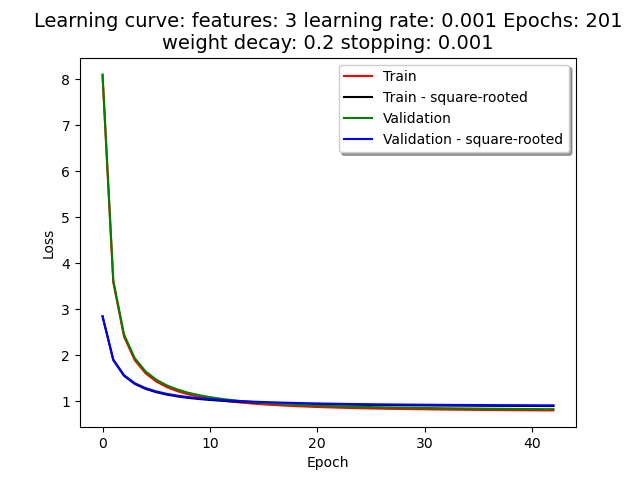 Learning curve: features: 3 learning rate: 0.001 Epochs: 201
weight decay: 0.2 stopping: 0.001
Train
Train - square-rooted
Validation
Validation - square-rooted
8
7
6
5
4
3
2
1
Loss
0
10
20
30
40
Epoch